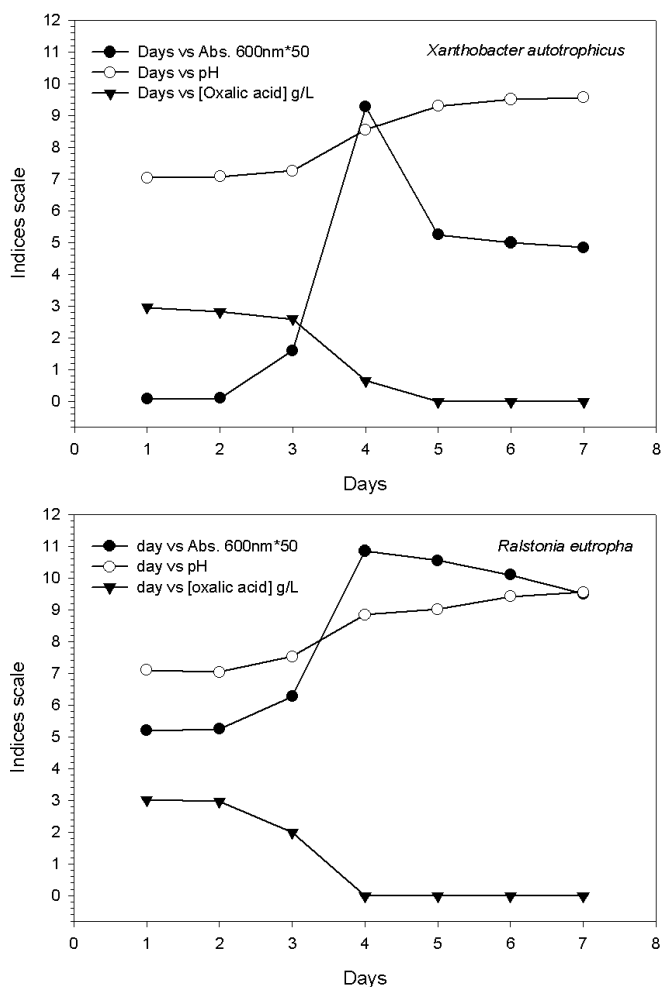 12
Days vs Abs. 600nm*50
Xanthobacter autotrophicus
11
Days vs pH
Days vs [Oxalic acid] g/L
10
9
8
7
6
5
4
3
2
1
0
Indices scale
0 1 2 3 4 5 6 7 8
Days
12
day vs Abs. 600nm*50
Ralstonia eutropha
11
day vs pH
day vs [oxalic acid] g/L
10
9
8
7
6
5
4
3
2
1
0
Indices scale
0 1 2 3 4 5 6 7 8
Days